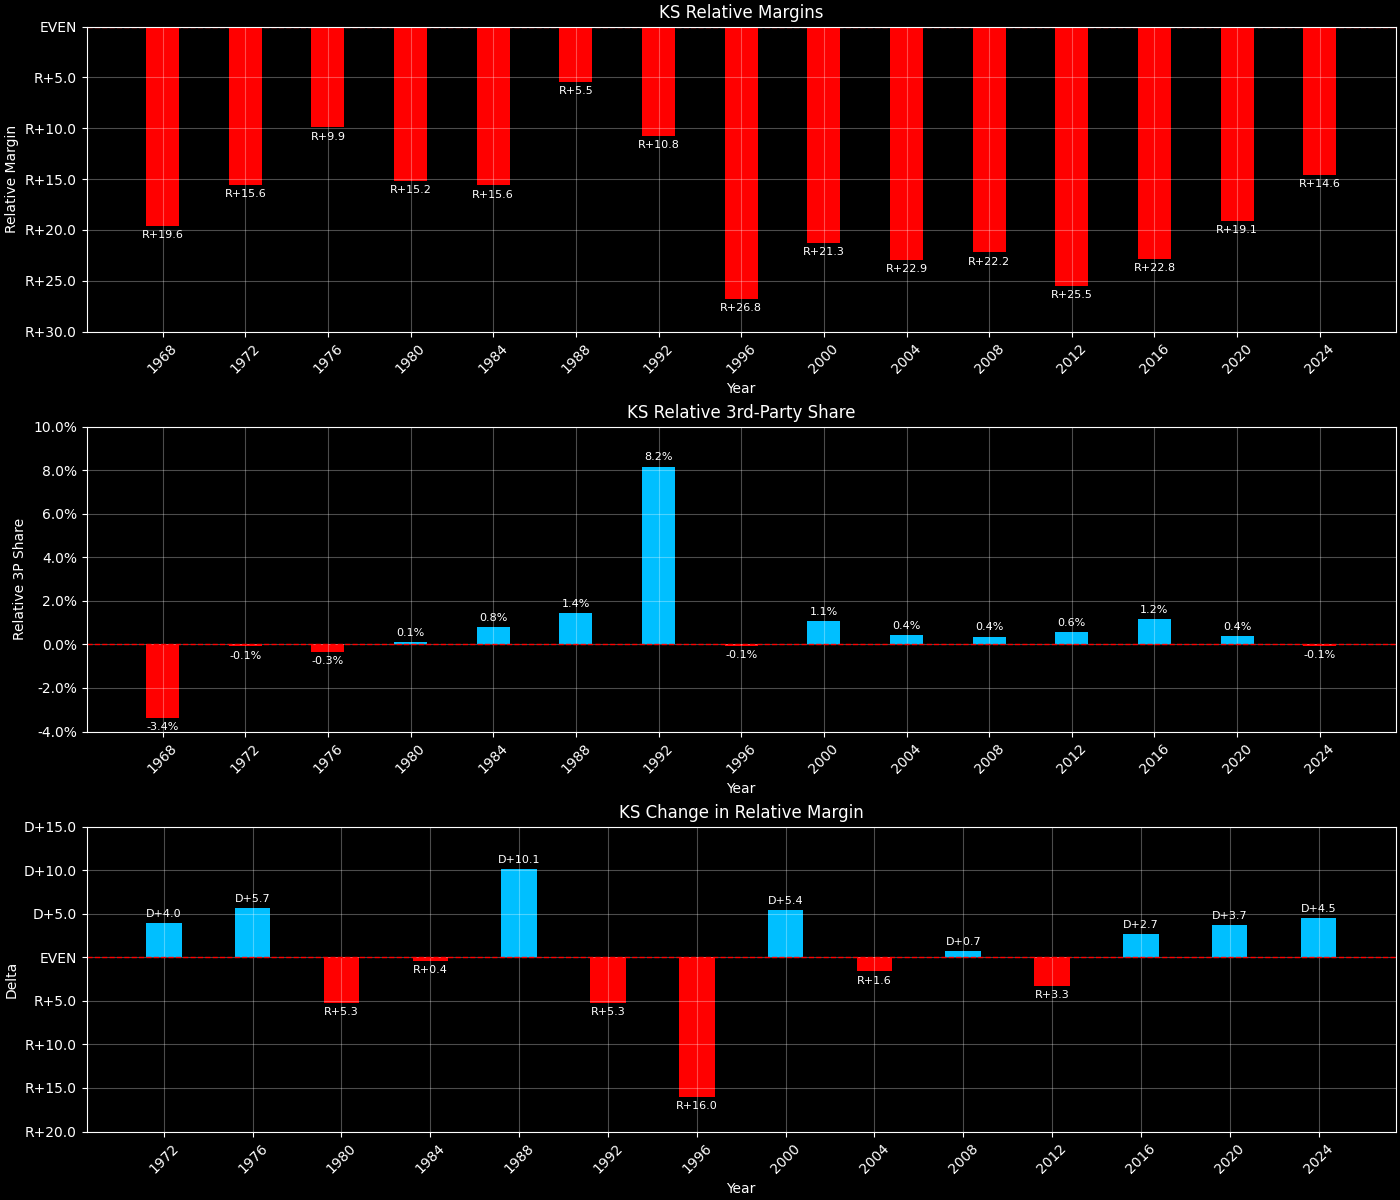 KS Relative Margins
EVEN
R+5.0
R+10.0
R+15.0
R+20.0
R+25.0
R+30.0
Relative Margin
R+19.6
R+15.6
R+9.9
R+15.2
R+15.6
R+5.5
R+10.8
R+26.8
R+21.3
R+22.9
R+22.2
R+25.5
R+22.8
R+19.1
R+14.6
1968
1972
1976
1980
1984
1988
1992
1996
2000
2004
2008
2012
2016
2020
2024
Year
KS Relative 3rd-Party Share
10.0%
8.0%
6.0%
4.0%
2.0%
0.0%
-2.0%
-4.0%
Relative 3P Share
-3.4%
-0.1%
-0.3%
0.1%
0.8%
1.4%
8.2%
-0.1%
1.1%
0.4%
0.4%
0.6%
1.2%
0.4%
-0.1%
1968
1972
1976
1980
1984
1988
1992
1996
2000
2004
2008
2012
2016
2020
2024
Year
KS Change in Relative Margin
D+15.0
D+10.0
D+5.0
EVEN
R+5.0
R+10.0
R+15.0
R+20.0
Delta
D+4.0
D+5.7
R+5.3
R+0.4
D+10.1
R+5.3
R+16.0
D+5.4
R+1.6
D+0.7
R+3.3
D+2.7
D+3.7
D+4.5
1972
1976
1980
1984
1988
1992
1996
2000
2004
2008
2012
2016
2020
2024
Year